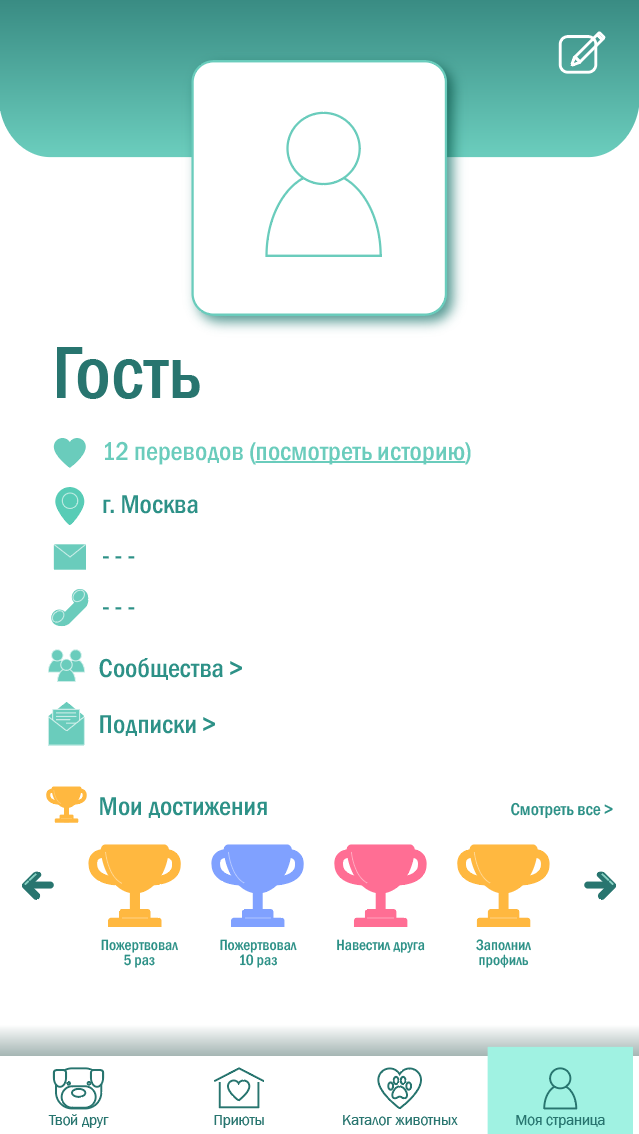 Гость
12 переводов (посмотреть историю)
г. Москва
- - -
- - -
Сообщества >
Подписки >
Мои достижения
Смотреть все >
Пожертвовал
5 раз
Пожертвовал
10 раз
Навестил друга
Заполнил
профиль
Твой друг
Приюты
Каталог животных
Моя страница